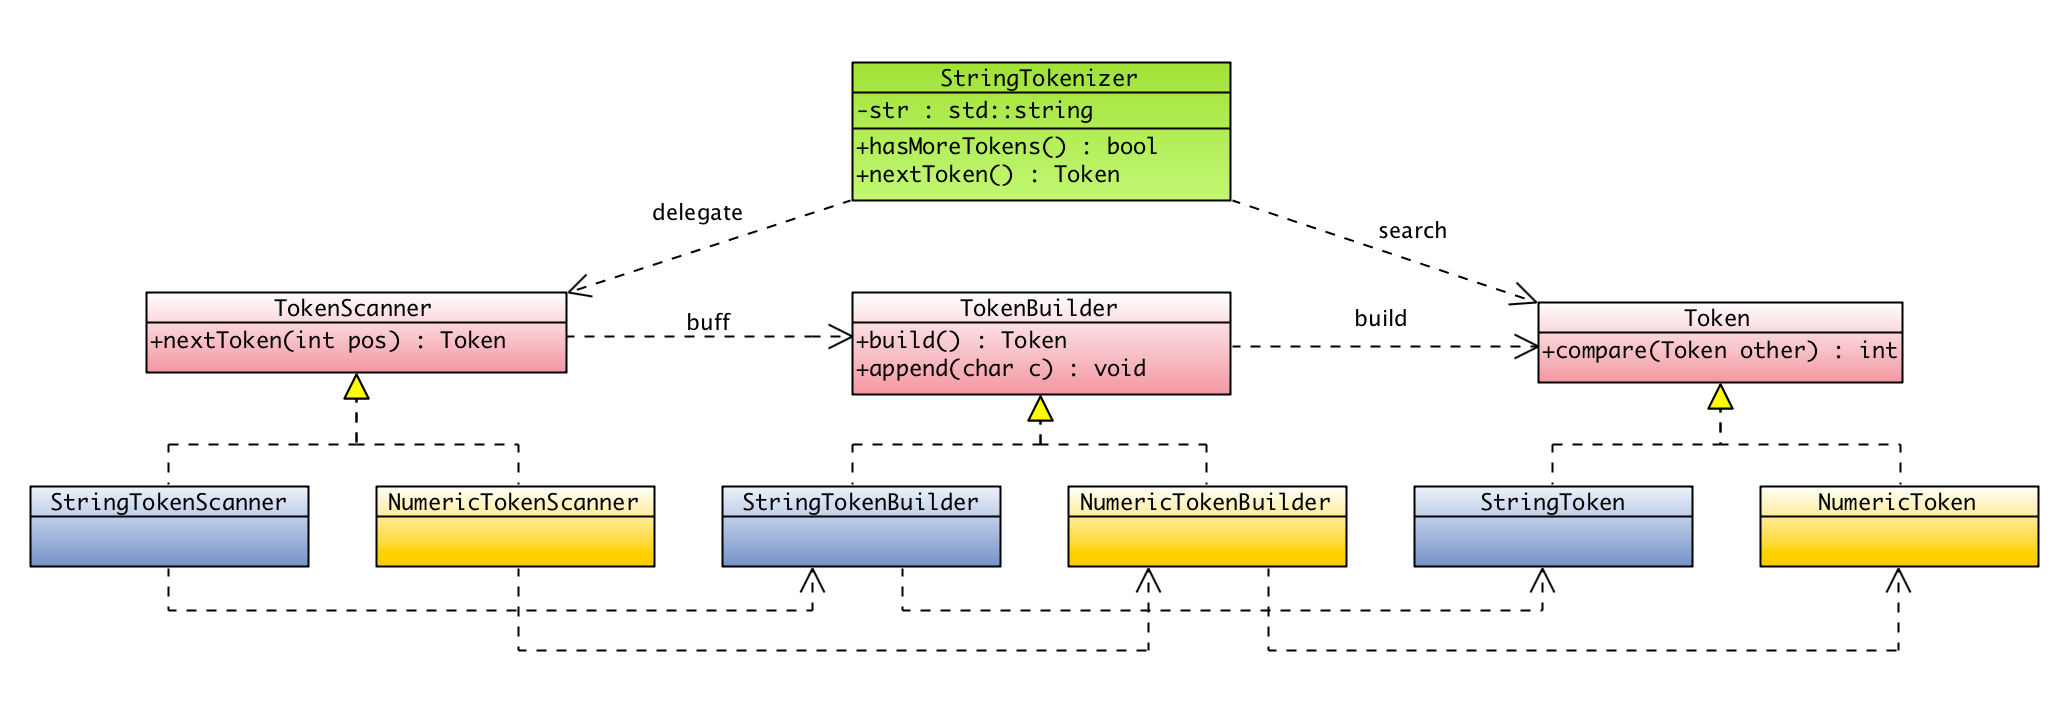 StringTokenizer
-str : std::string
+hasMoreTokens() : bool
+nextToken() : Token
delegate
search
TokenScanner
+nextToken(int pos) : Token
buff
TokenBuilder
+build() : Token
+append(char c) : void
build
Token
+compare(Token other) : int
StringTokenScanner
NumericTokenScanner
StringTokenBuilder
NumericTokenBuilder
StringToken
NumericToken